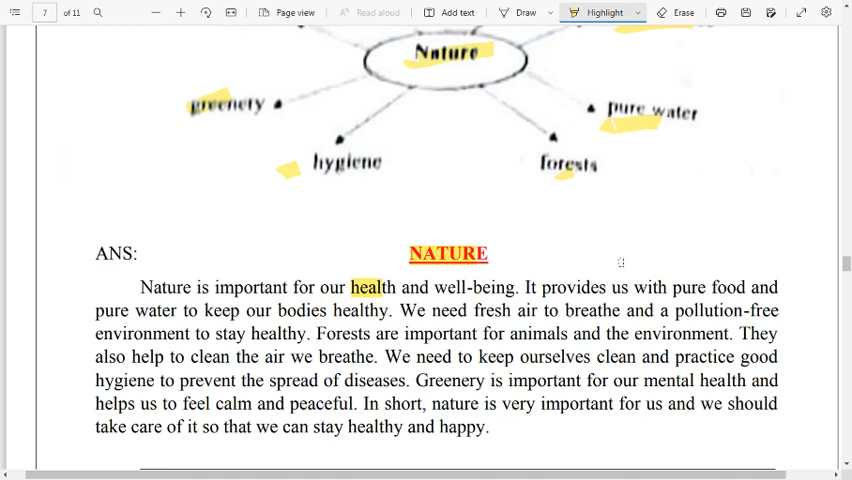 7 of 11 Page view Read aloud Add text Draw Highlight Erase
Nature
greenery
pure water
hygiene
forests
ANS:
NATURE
Nature is important for our health and well-being. It provides us with pure food and
pure water to keep our bodies healthy. We need fresh air to breathe and a pollution-free
environment to stay healthy. Forests are important for animals and the environment. They
also help to clean the air we breathe. We need to keep ourselves clean and practice good
hygiene to prevent the spread of diseases. Greenery is important for our mental health and
helps us to feel calm and peaceful. In short, nature is very important for us and we should
take care of it so that we can stay healthy and happy.